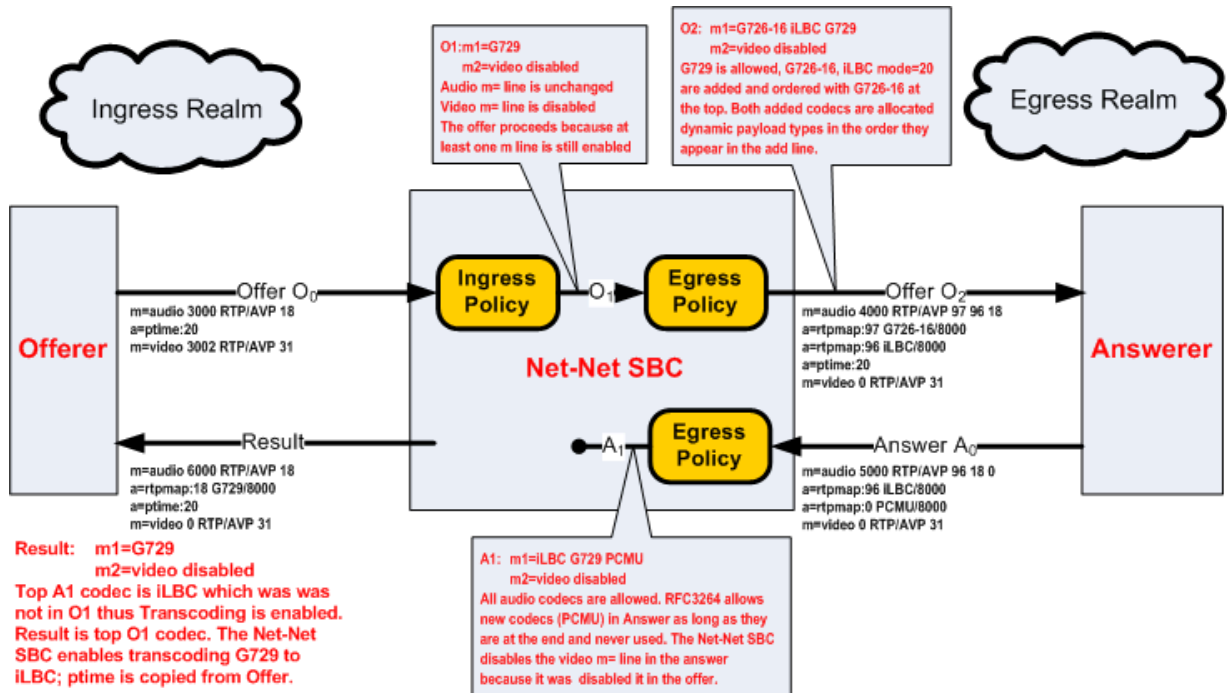 O1:m1=G729
m2=video disabled
Audio m= line is unchanged
Video m= line is disabled
The offer proceeds because at
least one m line is still enabled
O2: m1=G726-16 iLBC G729
m2=video disabled
G729 is allowed, G726-16, iLBC mode=20
are added and ordered with G726-16 at
the top. Both added codecs are allocated
dynamic payload types in the order they
appear in the add line.
Ingress Realm
Egress Realm
Offerer
Offer O0
m=audio 3000 RTP/AVP 18
a=ptime:20
m=video 3002 RTP/AVP 31
Ingress
Policy
O1
Egress
Policy
Net-Net SBC
Offer O2
m=audio 4000 RTP/AVP 97 96 18
a=rtpmap:97 G726-16/8000
a=rtpmap:96 iLBC/8000
a=ptime:20
m=video 0 RTP/AVP 31
Answerer
Result
m=audio 6000 RTP/AVP 18
a=rtpmap:18 G729/8000
a=ptime:20
m=video 0 RTP/AVP 31
A1
Egress
Policy
Answer A0
m=audio 5000 RTP/AVP 96 18 0
a=rtpmap:96 iLBC/8000
a=rtpmap:0 PCMU/8000
m=video 0 RTP/AVP 31
Result: m1=G729
m2=video disabled
Top A1 codec is iLBC which was was
not in O1 thus Transcoding is enabled.
Result is top O1 codec. The Net-Net
SBC enables transcoding G729 to
iLBC; ptime is copied from Offer.
A1: m1=iLBC G729 PCMU
m2=video disabled
All audio codecs are allowed. RFC3264 allows
new codecs (PCMU) in Answer as long as they
are at the end and never used. The Net-Net SBC
disables the video m= line in the answer
because it was disabled it in the offer.